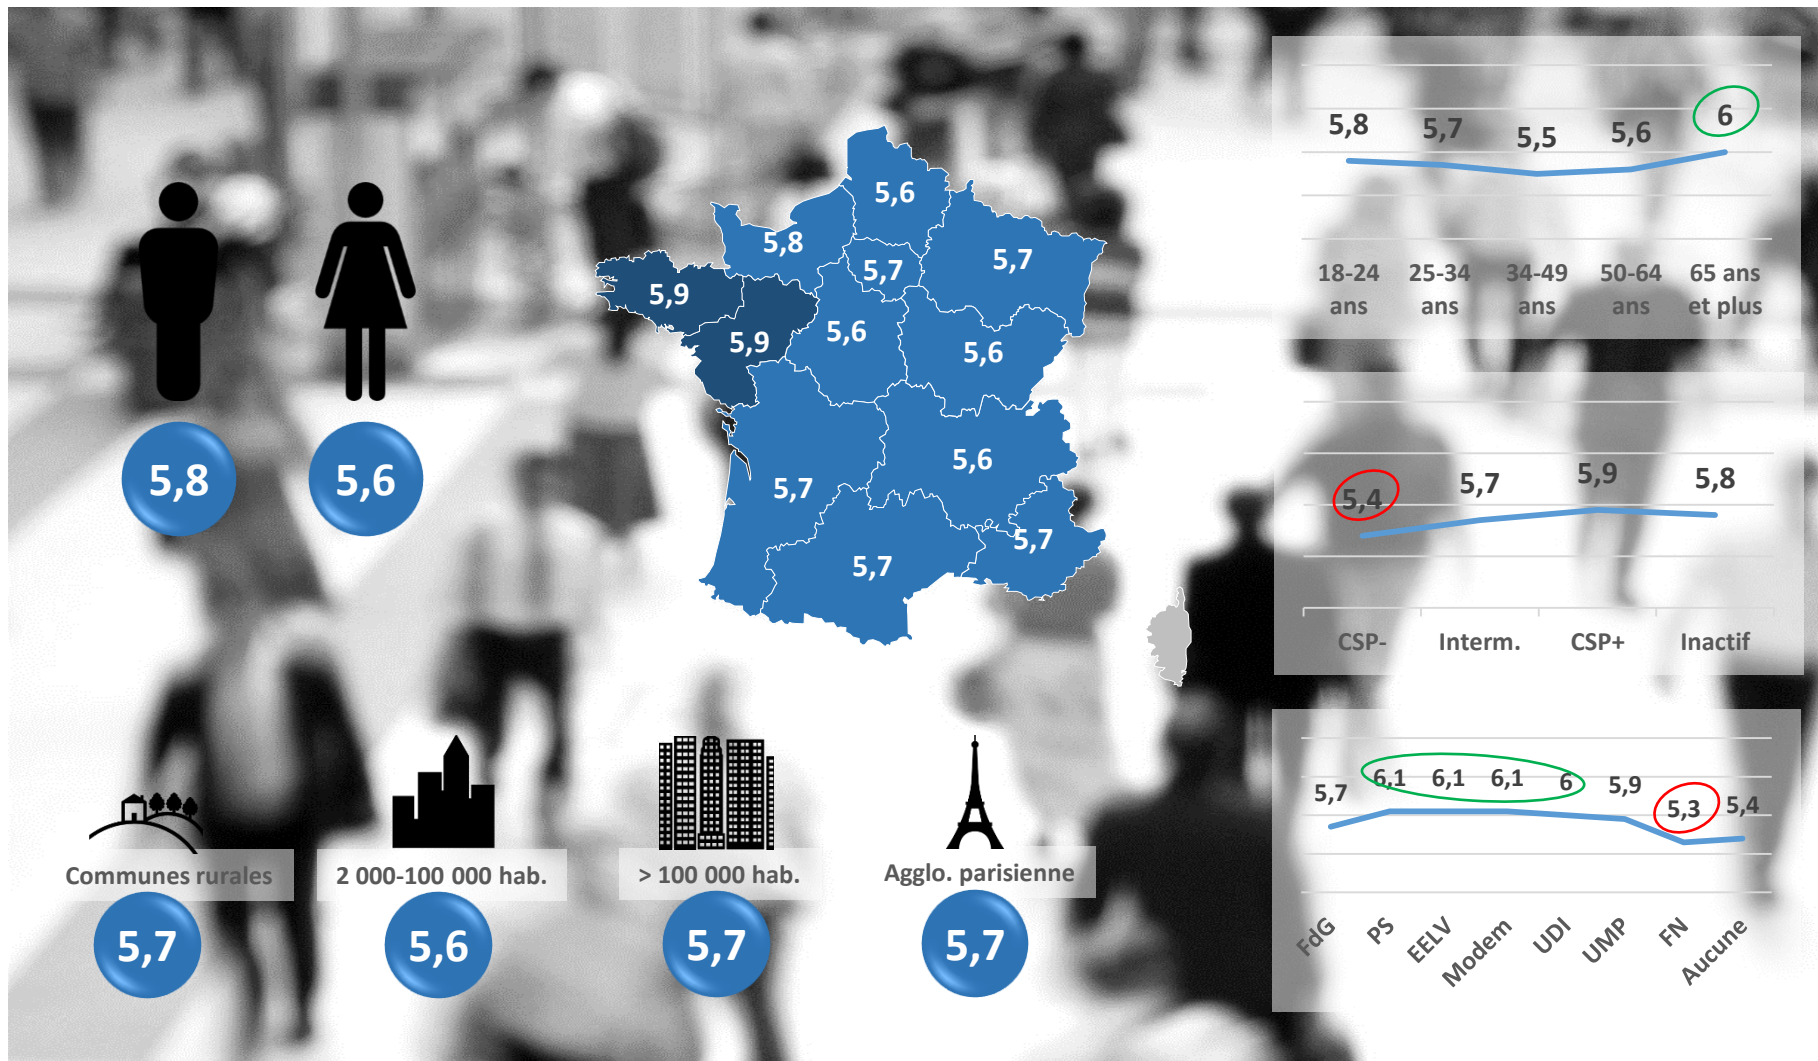 5,8
5,6
5,6
5,8
5,7
5,7
5,9
5,9
5,6
5,6
5,6
5,7
5,7
5,7
Communes rurales
5,7
2 000-100 000 hab.
5,6
> 100 000 hab.
5,7
Agglo. parisienne
5,7
5,8 5,7 5,5 5,6 6
18-24 25-34 34-49 50-64 65 ans
ans ans ans ans et plus
5,4 5,7 5,9 5,8
CSP- Interm. CSP+ Inactif
5,7 6,1 6,1 6,1 6 5,9 5,3 5,4
FdG PS EELV Modem UDI UMP FN Aucune